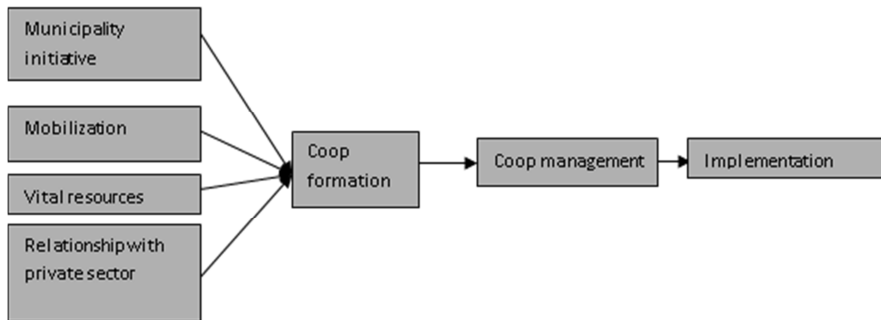 Municipality
initiative
Mobilization
Vital resources
Relationship with
private sector
Coop
formation
Coop management
Implementation